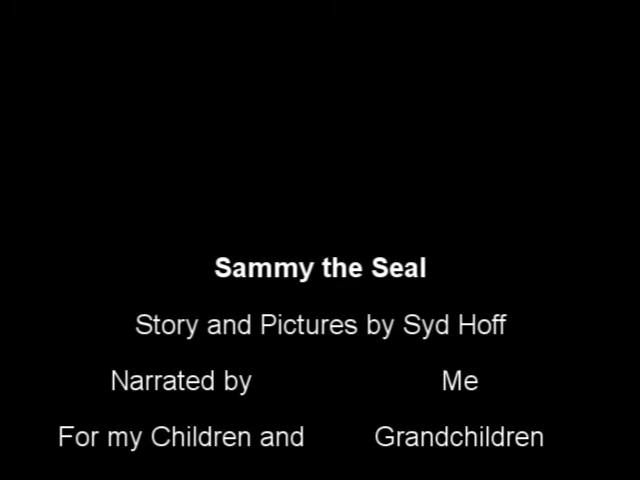 Sammy the Seal
Story and Pictures by Syd Hoff
Narrated by Me
For my Children and Grandchildren